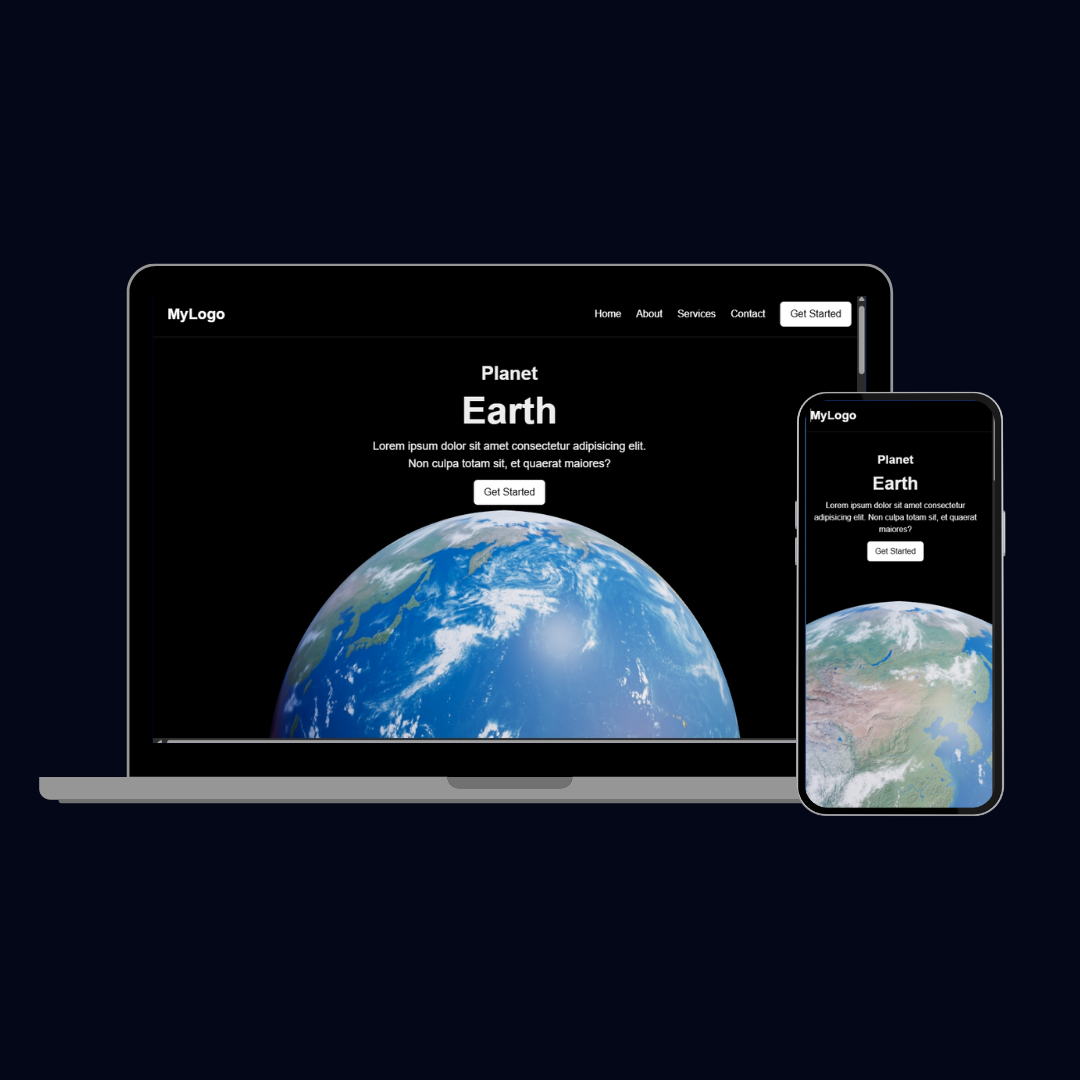 MyLogo
Home About Services Contact Get Started
Planet
Earth
Lorem ipsum dolor sit amet consectetur adipisicing elit.
Non culpa totam sit, et quaerat maiores?
Get Started
MyLogo
Planet
Earth
Lorem ipsum dolor sit amet consectetur
adipisicing elit. Non culpa totam sit, et quaerat
maiores?
Get Started